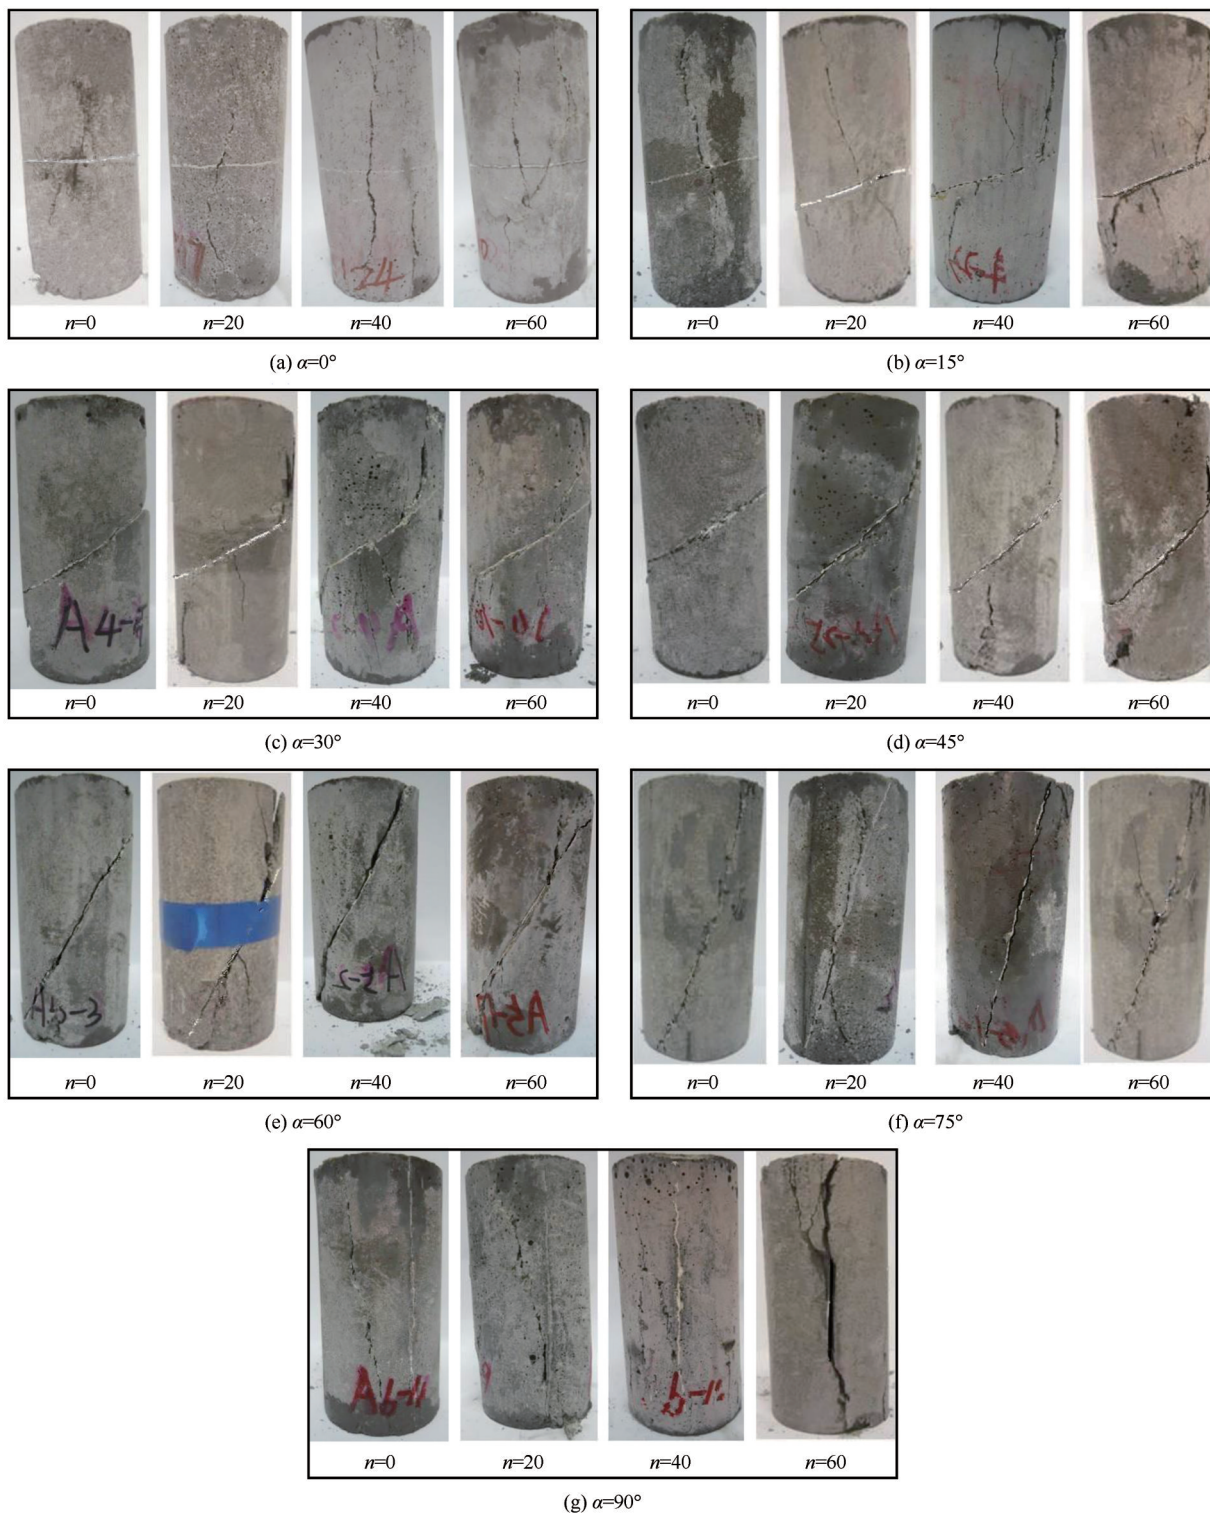 n=0 n=20 n=40 n=60
(a) α=0°
n=0 n=20 n=40 n=60
(b) α=15°
A4-
n=0 n=20 n=40 n=60
(c) α=30°
n=0 n=20 n=40 n=60
(d) α=45°
A5-3
n=0 n=20 n=40 n=60
(e) α=60°
n=0 n=20 n=40 n=60
(f) α=75°
A6-11
n=0 n=20 n=40 n=60
(g) α=90°